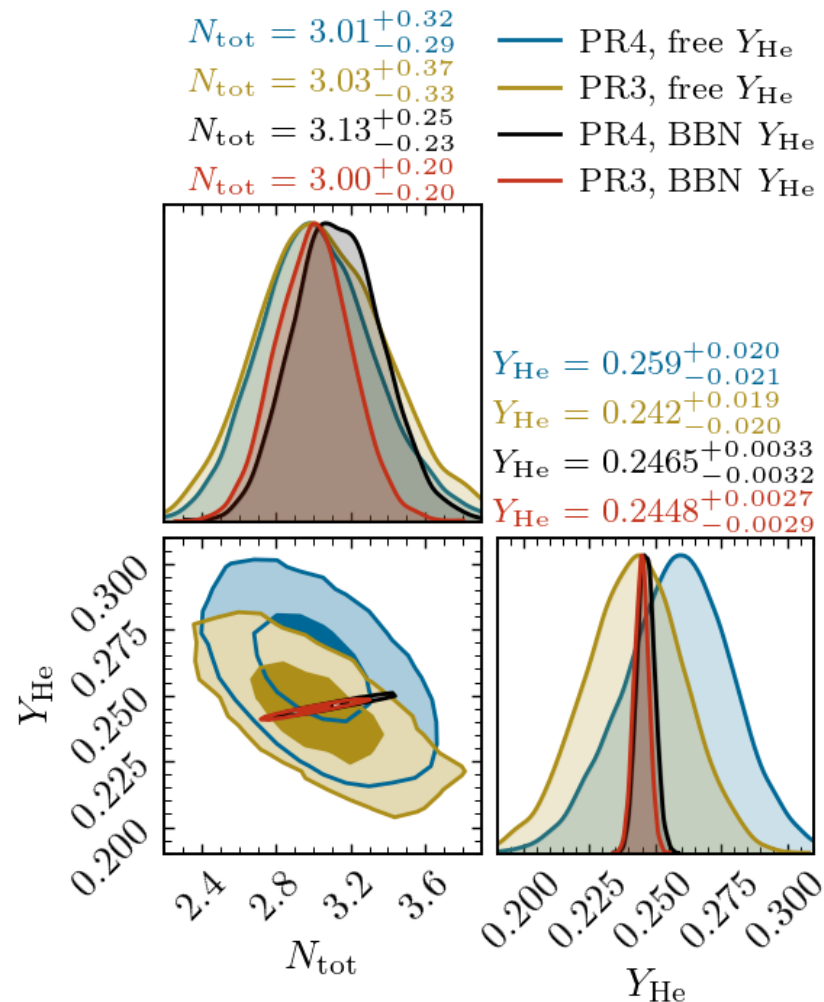 N_tot = 3.01^{+0.32}_{-0.29}
N_tot = 3.03^{+0.37}_{-0.33}
N_tot = 3.13^{+0.25}_{-0.23}
N_tot = 3.00^{+0.20}_{-0.20}
PR4, free Y_He
PR3, free Y_He
PR4, BBN Y_He
PR3, BBN Y_He
Y_He = 0.259^{+0.020}_{-0.021}
Y_He = 0.242^{+0.019}_{-0.020}
Y_He = 0.2465^{+0.0033}_{-0.0032}
Y_He = 0.2448^{+0.0027}_{-0.0029}
0.300
0.275
0.250
0.225
0.200
Y_He
2.4 2.8 3.2 3.6
N_tot
0.200 0.225 0.250 0.275 0.300
Y_He